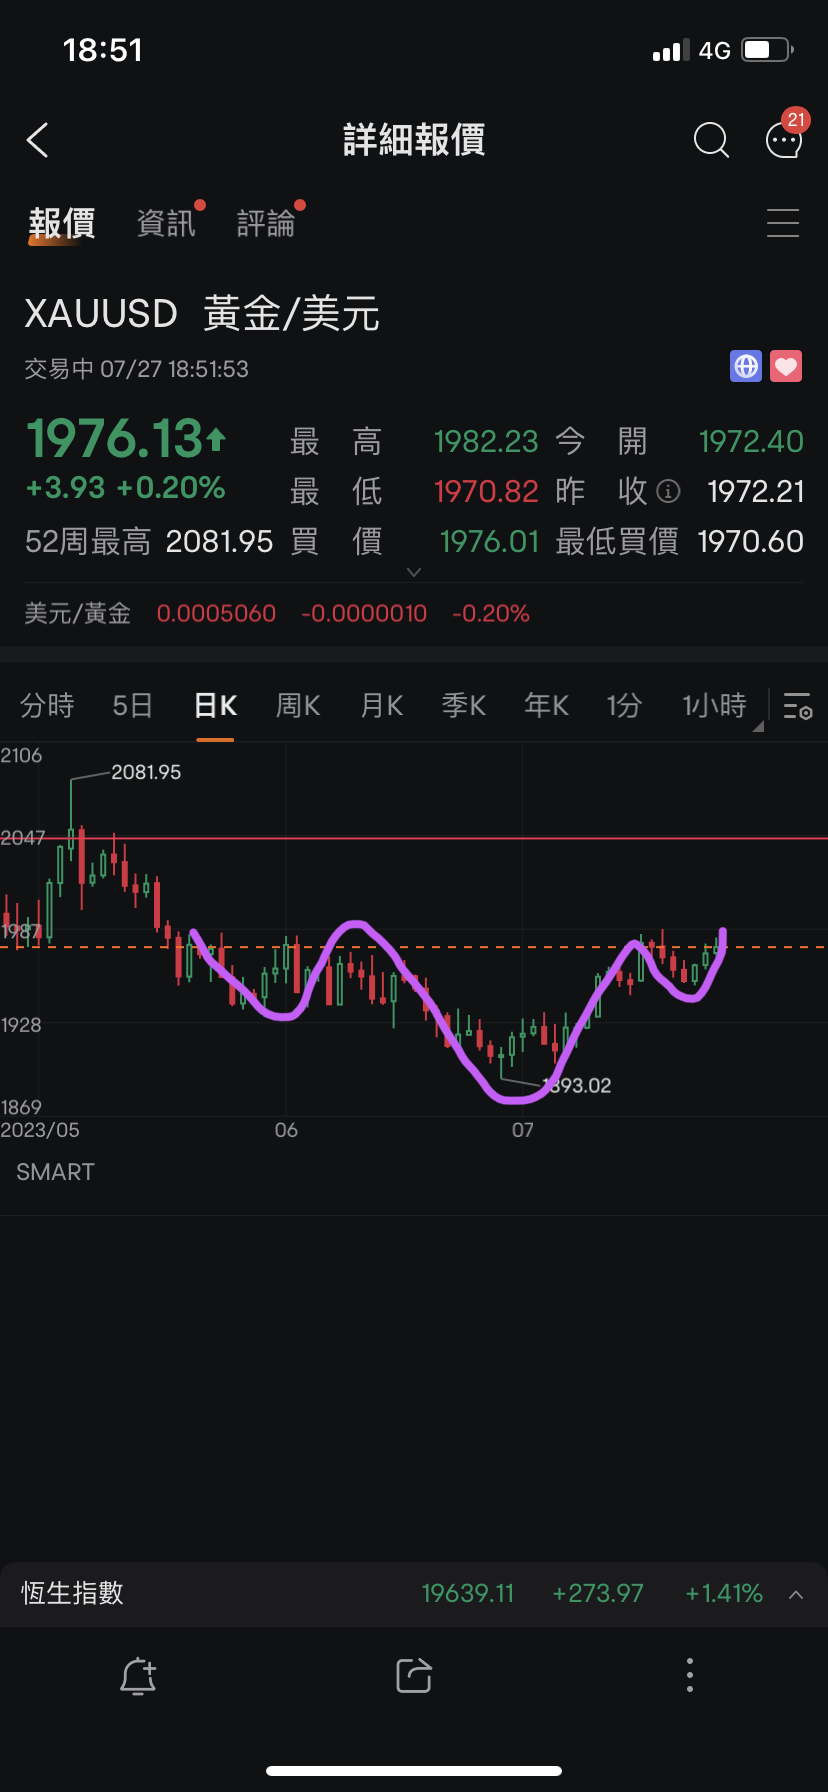 18:51 4G
詳細報價 21
報價 資訊 評論
XAUUSD 黃金/美元
交易中 07/27 18:51:53
1976.13 最高 1982.23 今開 1972.40
+3.93 +0.20% 最低 1970.82 昨收 1972.21
52周最高 2081.95 買價 1976.01 最低買價 1970.60
美元/黃金 0.0005060 -0.0000010 -0.20%
分時 5日 日K 周K 月K 季K 年K 1分 1小時
2106
2081.95
2047
1987
1928
1893.02
1869
2023/05 06 07
SMART
恆生指數 19639.11 +273.97 +1.41%